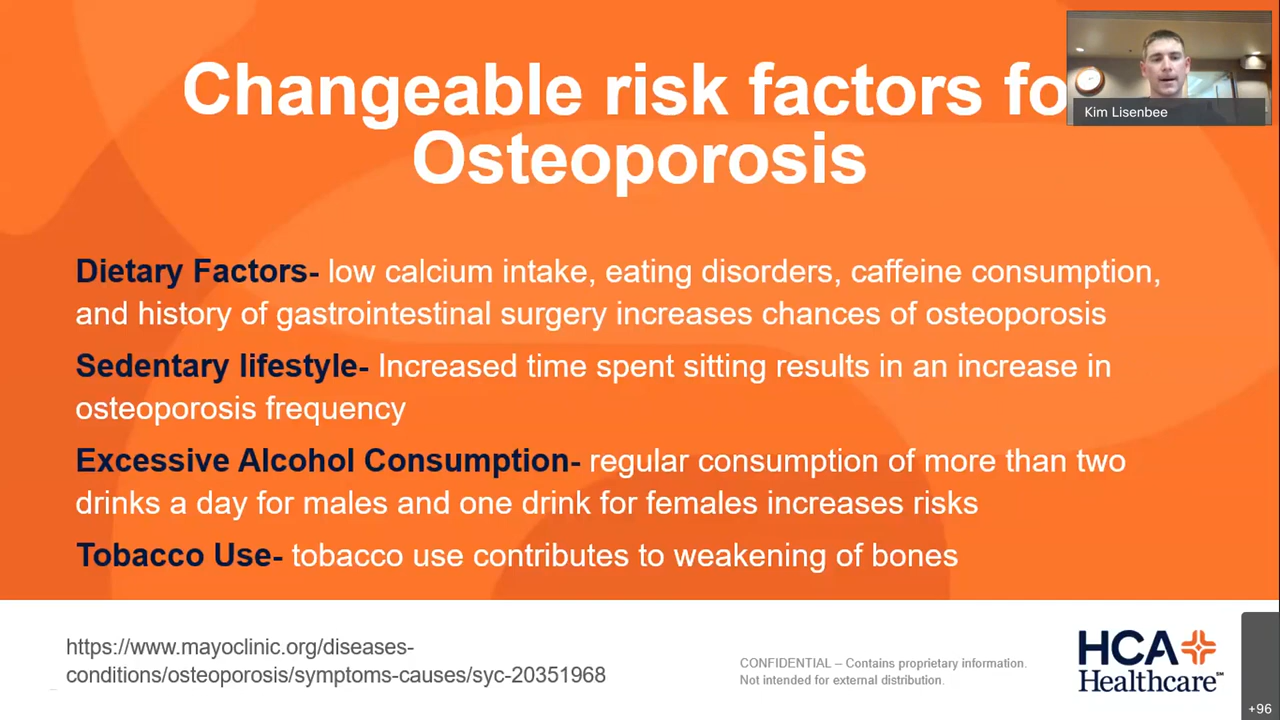 Changeable risk factors fo
Osteoporosis
Kim Lisenbee
Dietary Factors- low calcium intake, eating disorders, caffeine consumption,
and history of gastrointestinal surgery increases chances of osteoporosis
Sedentary lifestyle- Increased time spent sitting results in an increase in
osteoporosis frequency
Excessive Alcohol Consumption- regular consumption of more than two
drinks a day for males and one drink for females increases risks
Tobacco Use- tobacco use contributes to weakening of bones
https://www.mayoclinic.org/diseases-
conditions/osteoporosis/symptoms-causes/syc-20351968
CONFIDENTIAL – Contains proprietary information.
Not intended for external distribution.
HCA
Healthcare℠
+96